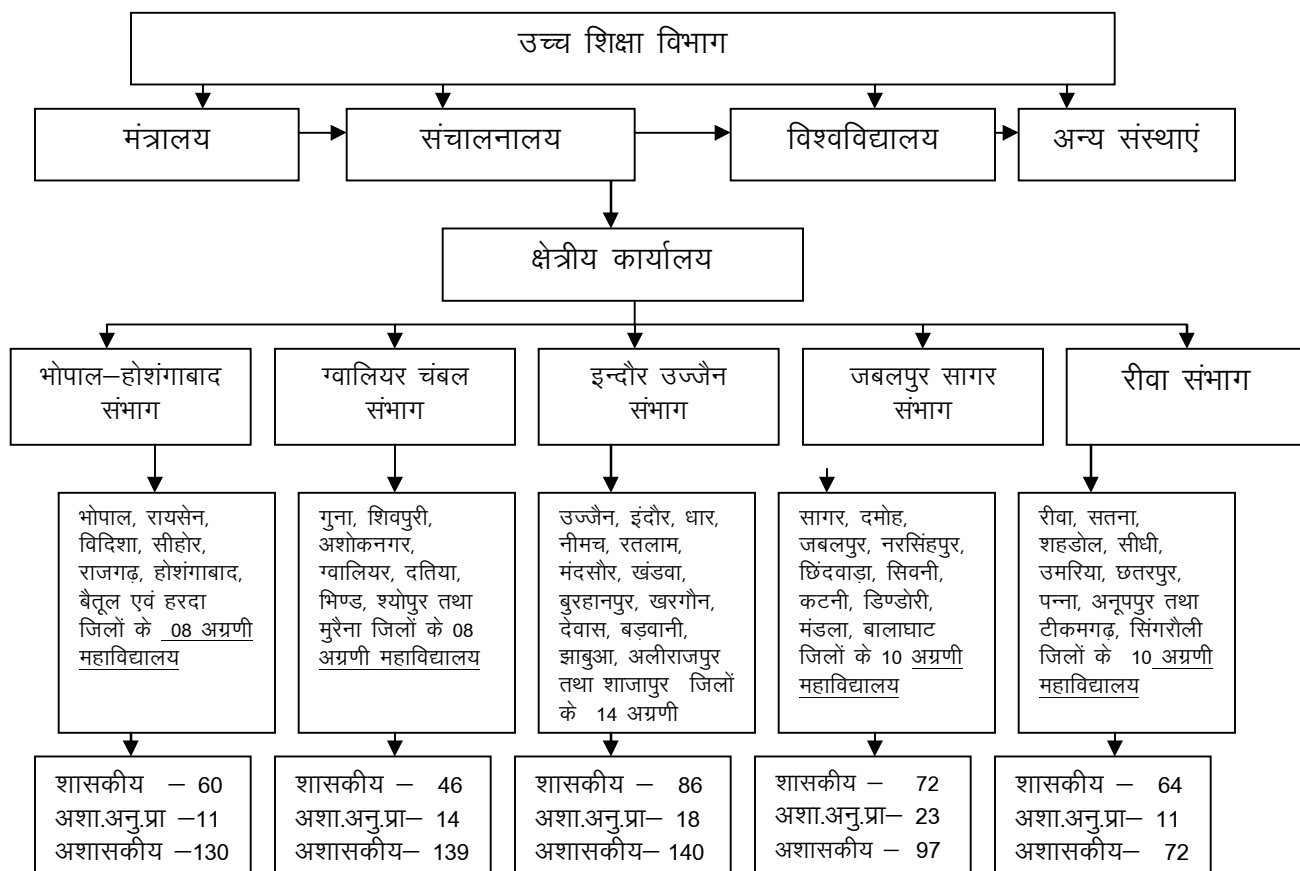 उच्च शिक्षा विभाग
मंत्रालय
संचालनालय
विश्वविद्यालय
अन्य संस्थाएं
क्षेत्रीय कार्यालय
भोपाल–होशंगाबाद
संभाग
ग्वालियर चंबल
संभाग
इन्दौर उज्जैन
संभाग
जबलपुर सागर
संभाग
रीवा संभाग
भोपाल, रायसेन,
विदिशा, सीहोर,
राजगढ़, होशंगाबाद,
बैतूल एवं हरदा
जिलों के 08 अग्रणी
महाविद्यालय
गुना, शिवपुरी,
अशोकनगर,
ग्वालियर, दतिया,
भिण्ड, श्योपुर तथा
मुरैना जिलों के 08
अग्रणी महाविद्यालय
उज्जैन, इंदौर, धार,
नीमच, रतलाम,
मंदसौर, खंडवा,
बुरहानपुर, खरगौन,
देवास, बड़वानी,
झाबुआ, अलीराजपुर
तथा शाजापुर जिलों
के 14 अग्रणी
सागर, दमोह,
जबलपुर, नरसिंहपुर,
छिंदवाड़ा, सिवनी,
कटनी, डिण्डोरी,
मंडला, बालाघाट
जिलों के 10 अग्रणी
महाविद्यालय
रीवा, सतना,
शहडोल, सीधी,
उमरिया, छतरपुर,
पन्ना, अनूपपुर तथा
टीकमगढ़, सिंगरौली
जिलों के 10 अग्रणी
महाविद्यालय
शासकीय – 60
अशा.अनु.प्रा –11
अशासकीय –130
शासकीय – 46
अशा.अनु.प्रा– 14
अशासकीय– 139
शासकीय – 86
अशा.अनु.प्रा– 18
अशासकीय– 140
शासकीय – 72
अशा.अनु.प्रा– 23
अशासकीय – 97
शासकीय – 64
अशा.अनु.प्रा– 11
अशासकीय– 72